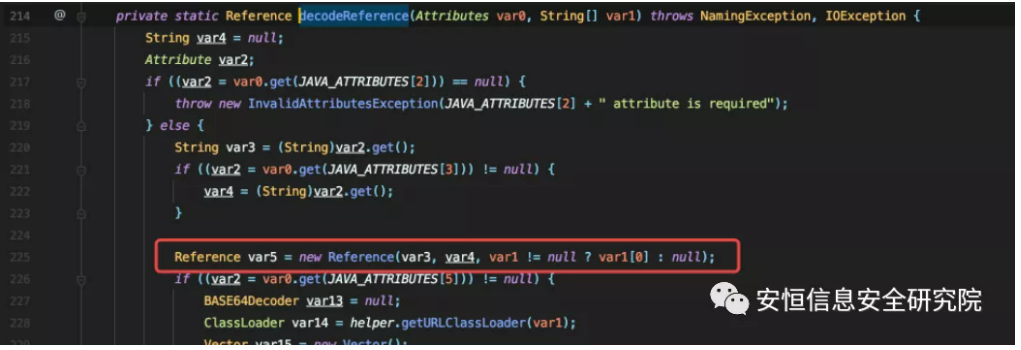 214 @ private static Reference decodeReference(Attributes var0, String[] var1) throws NamingException, IOException {
215 String var4 = null;
216 Attribute var2;
217 if ((var2 = var0.get(JAVA_ATTRIBUTES[2])) == null) {
218 throw new InvalidAttributesException(JAVA_ATTRIBUTES[2] + " attribute is required");
219 } else {
220 String var3 = (String)var2.get();
221 if ((var2 = var0.get(JAVA_ATTRIBUTES[3])) != null) {
222 var4 = (String)var2.get();
223 }
224
225 Reference var5 = new Reference(var3, var4, var1 != null ? var1[0] : null);
226 if ((var2 = var0.get(JAVA_ATTRIBUTES[5])) != null) {
227 BASE64Decoder var13 = null;
安恒信息安全研究院
228 ClassLoader var14 = helper.getURLClassLoader(var1);
229 Vector var15 = new Vector();